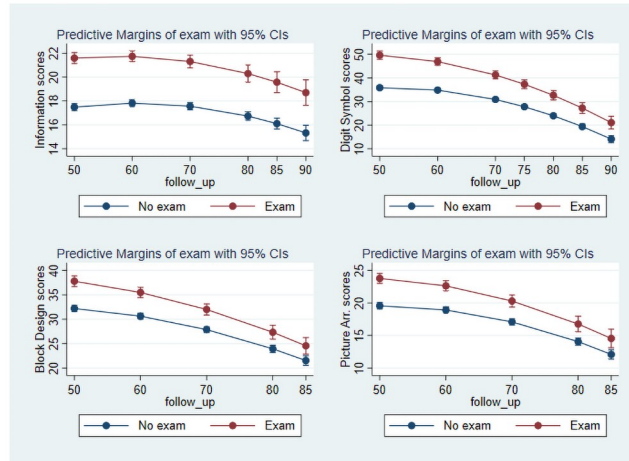 Predictive Margins of exam with 95% CIs
Information scores
22
20
18
16
14
50 60 70 80 85 90
follow_up
No exam Exam
Predictive Margins of exam with 95% CIs
Digit Symbol scores
50
40
30
20
10
50 60 70 75 80 85 90
follow_up
No exam Exam
Predictive Margins of exam with 95% CIs
Block Design scores
40
35
30
25
20
50 60 70 80 85
follow_up
No exam Exam
Predictive Margins of exam with 95% CIs
Picture Arr. scores
25
20
15
10
50 60 70 80 85
follow_up
No exam Exam